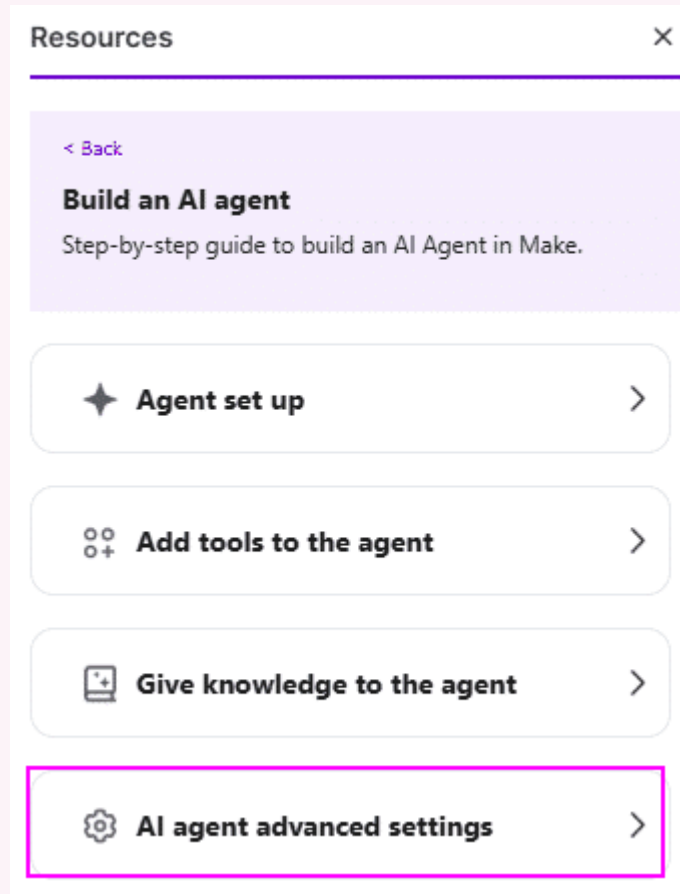 Resources
< Back
Build an AI agent
Step-by-step guide to build an AI Agent in Make.
Agent set up
Add tools to the agent
Give knowledge to the agent
AI agent advanced settings